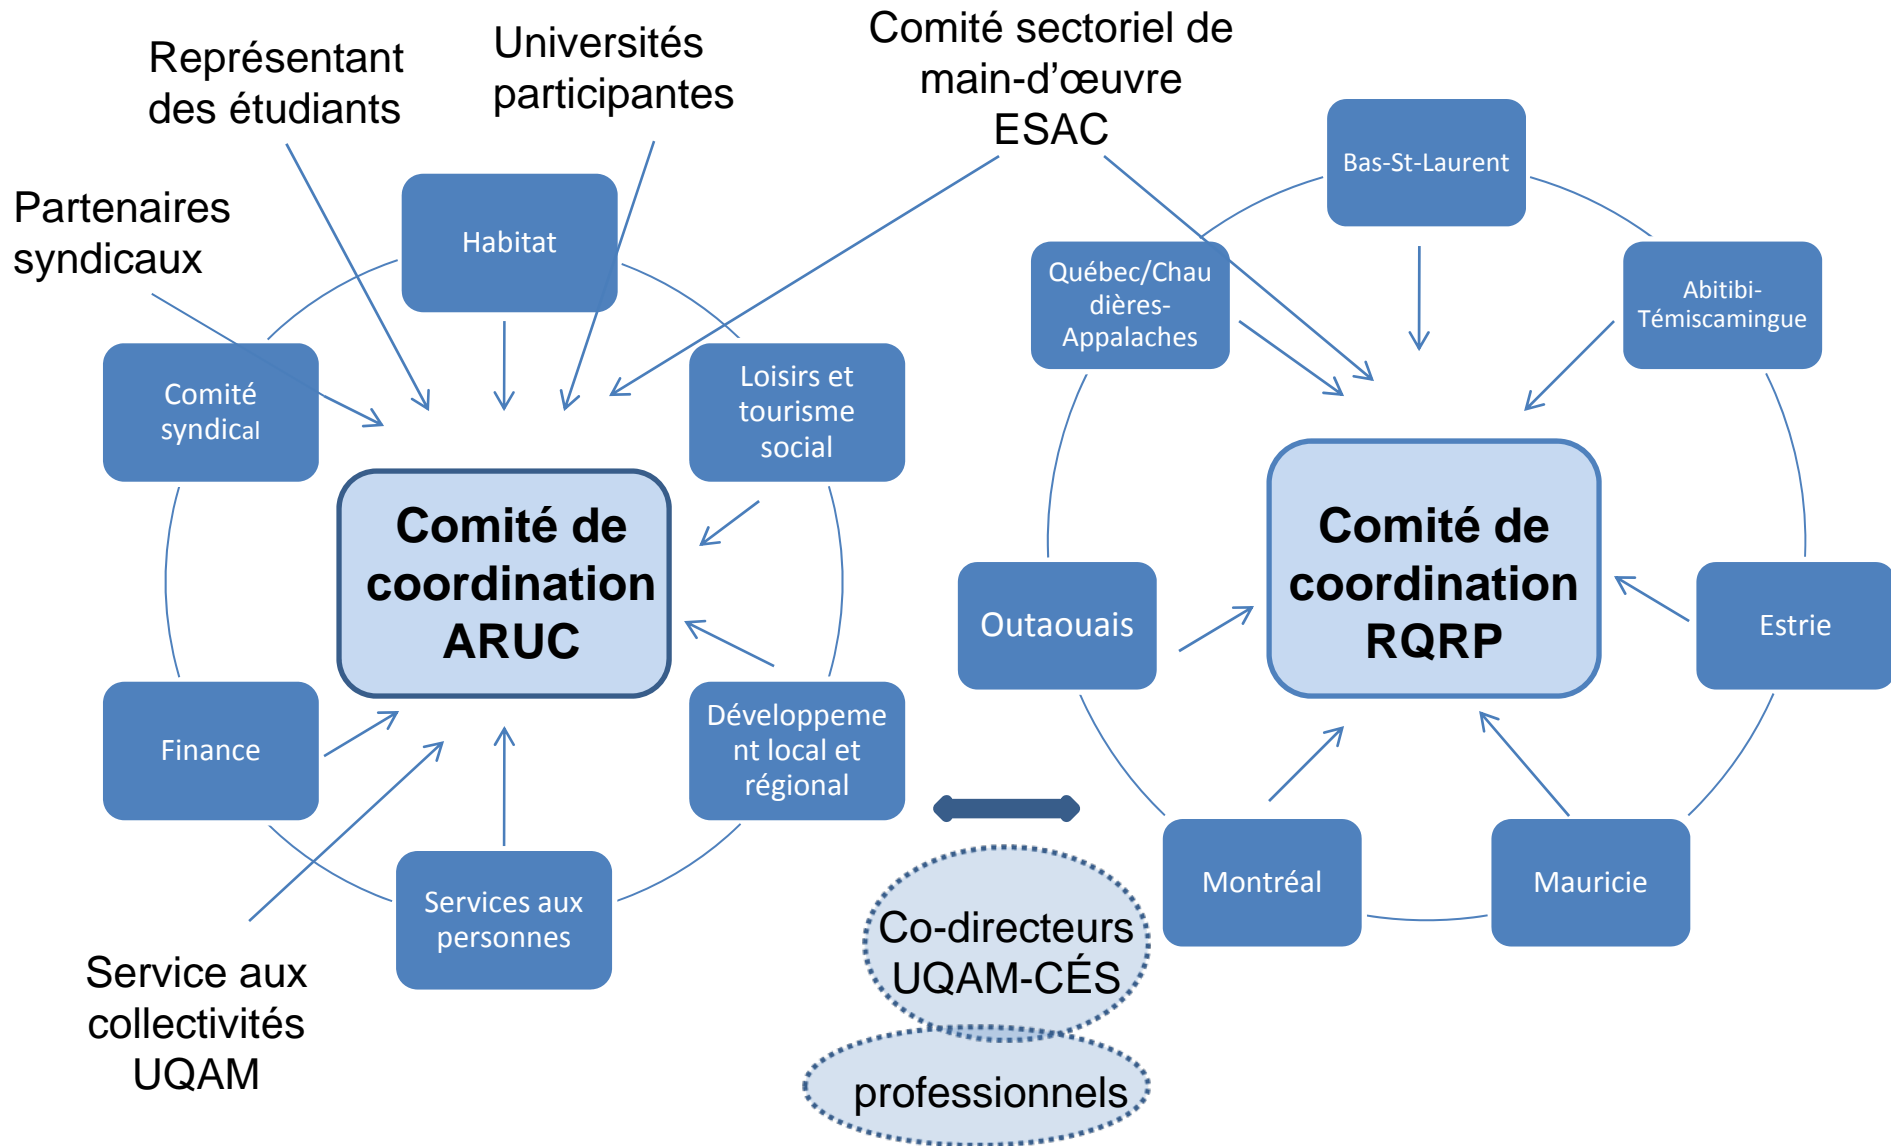 Représentant
des étudiants
Universités
participantes
Comité sectoriel de
main-d’œuvre
ESAC
Partenaires
syndicaux
Habitat
Comité
syndical
Loisirs et
tourisme
social
Comité de
coordination
ARUC
Finance
Développeme
nt local et
régional
Services aux
personnes
Service aux
collectivités
UQAM
Bas-St-Laurent
Québec/Chau
dières-
Appalaches
Abitibi-
Témiscamingue
Comité de
coordination
RQRP
Outaouais
Estrie
Montréal
Mauricie
Co-directeurs
UQAM-CÉS
professionnels